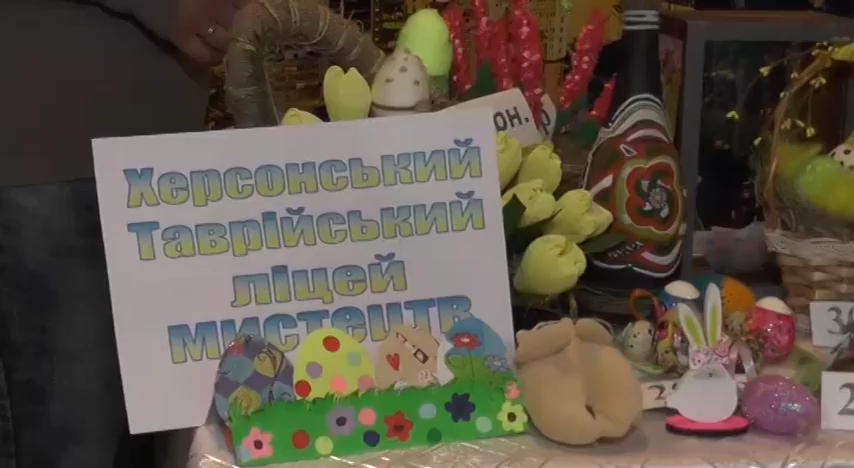 Херсонський
Таврійський
ліцей
мистецтв